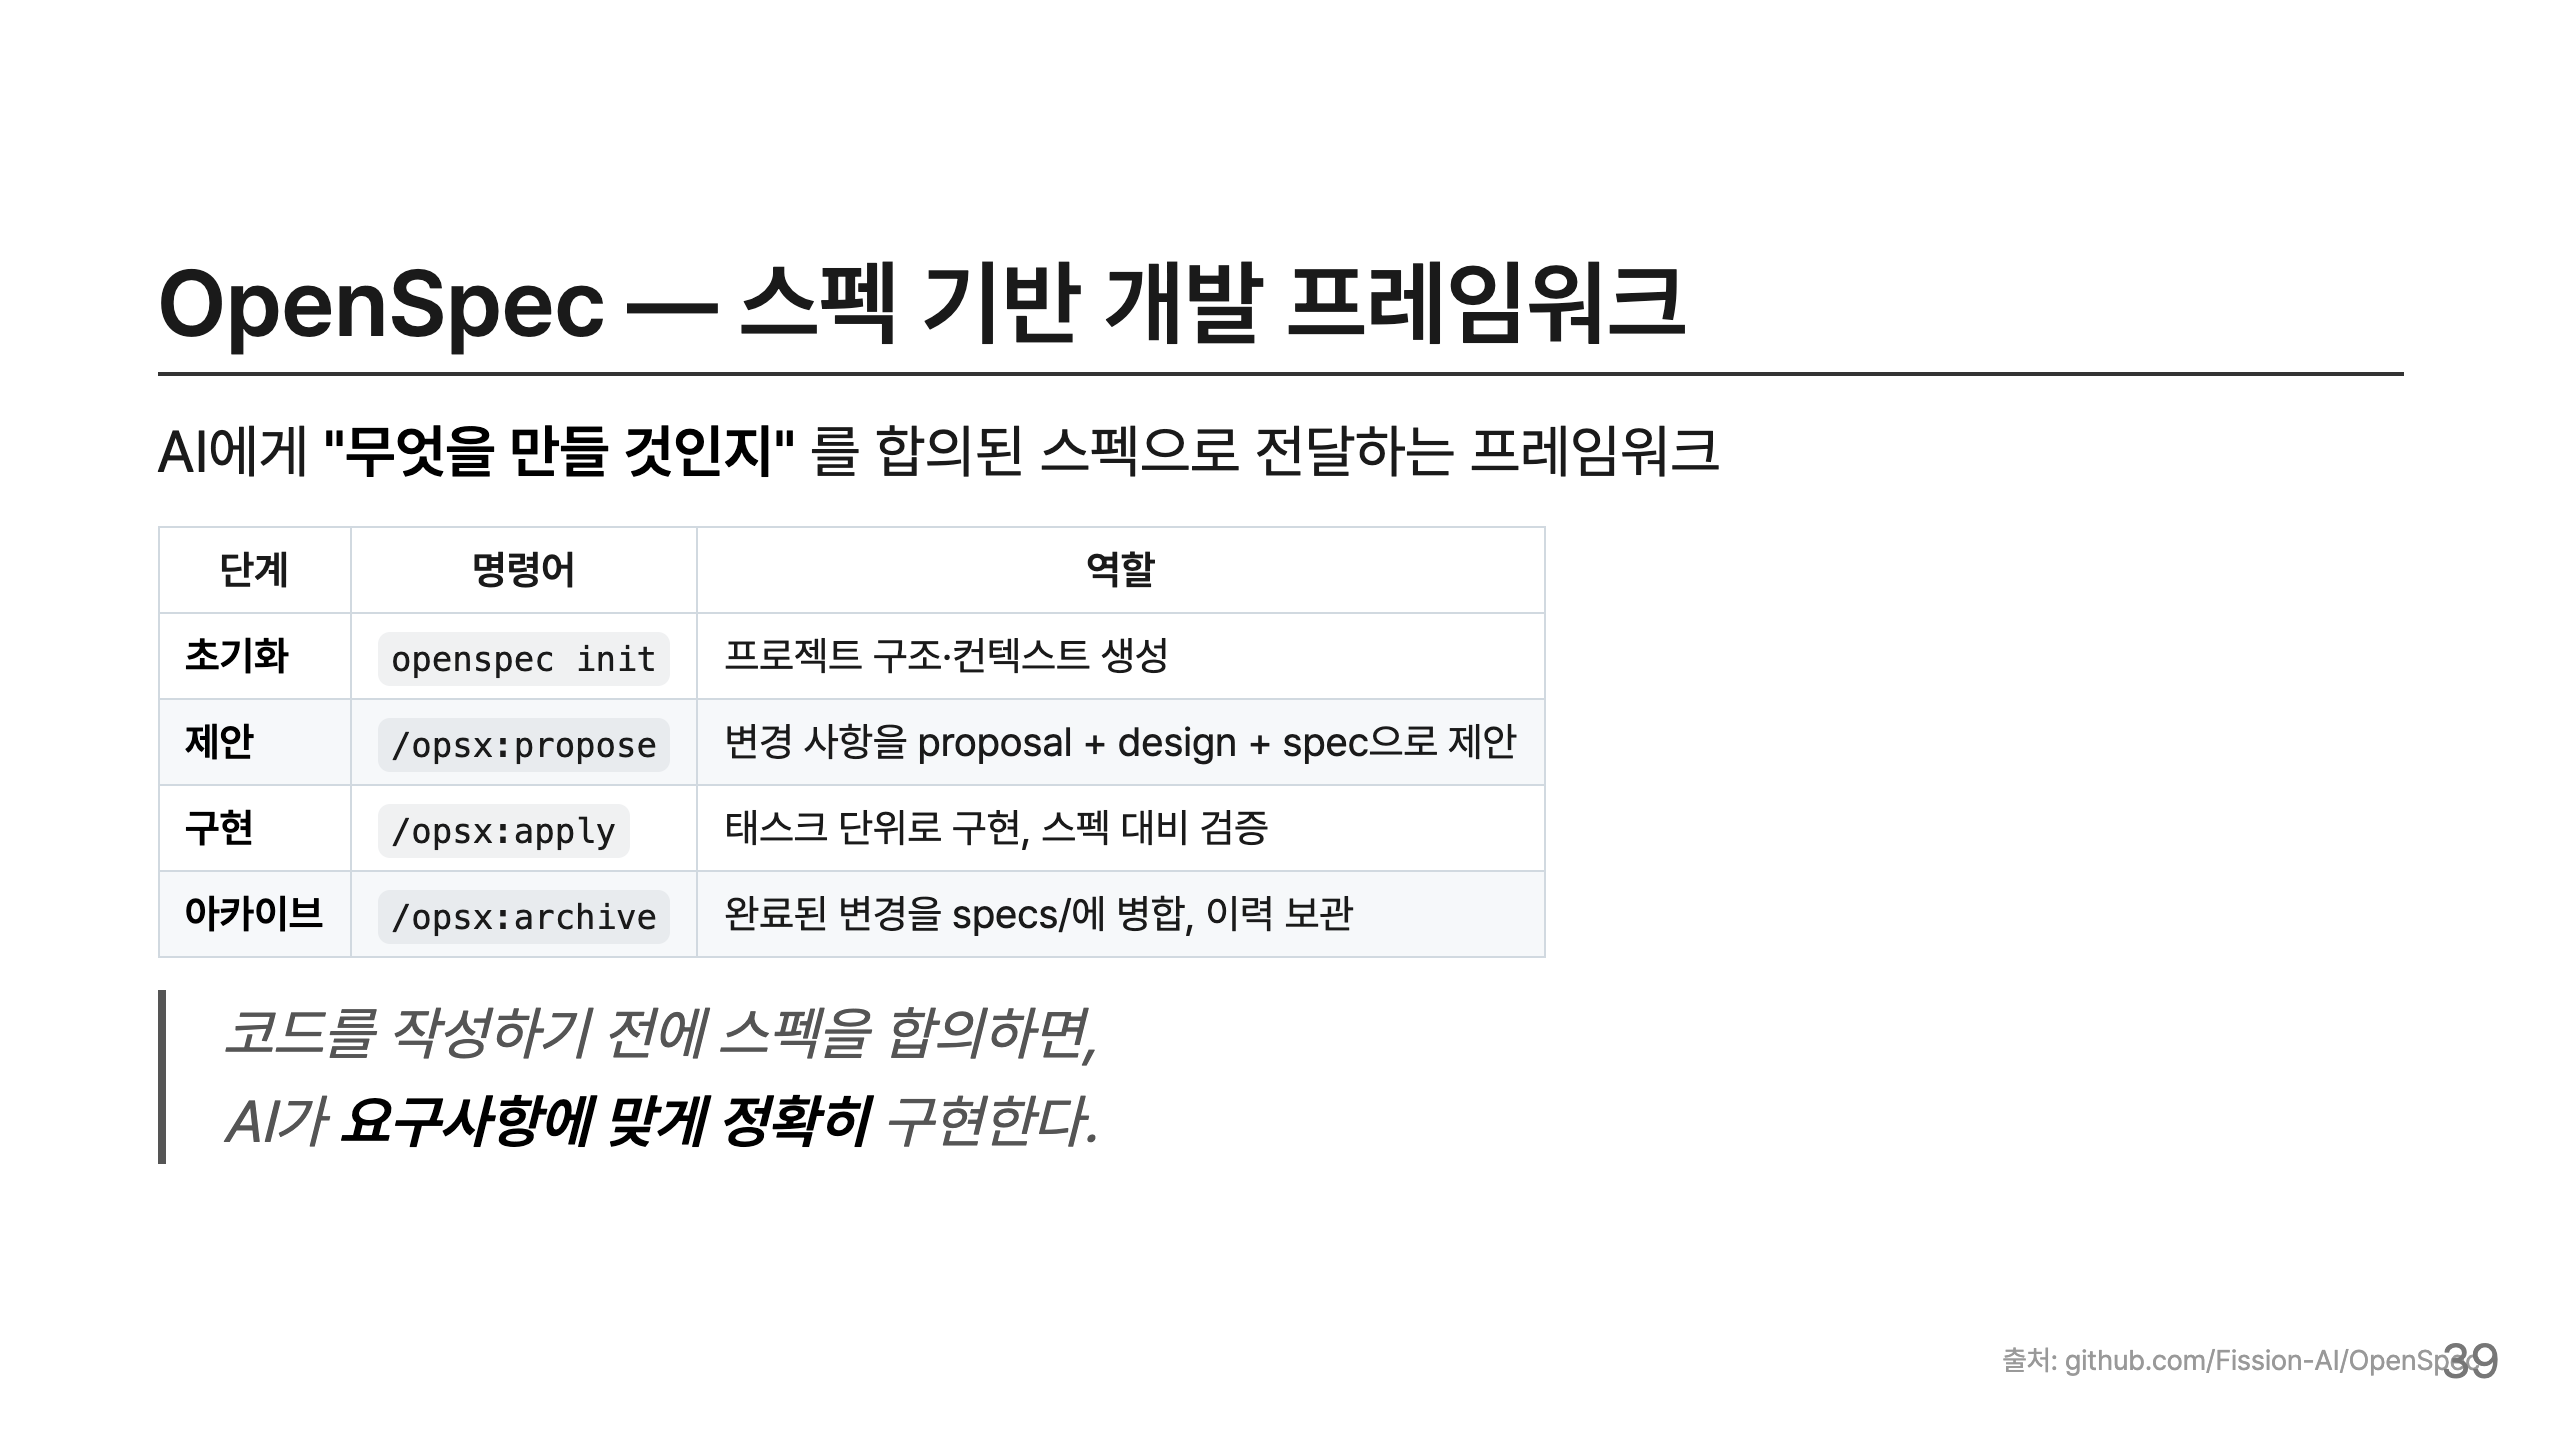 OpenSpec — 스펙 기반 개발 프레임워크
AI에게 "무엇을 만들 것인지" 를 합의된 스펙으로 전달하는 프레임워크
단계 명령어 역할
초기화 openspec init 프로젝트 구조·컨텍스트 생성
제안 /opsx:propose 변경 사항을 proposal + design + spec으로 제안
구현 /opsx:apply 태스크 단위로 구현, 스펙 대비 검증
아카이브 /opsx:archive 완료된 변경을 specs/에 병합, 이력 보관
코드를 작성하기 전에 스펙을 합의하면,
AI가 요구사항에 맞게 정확히 구현한다.
출처: github.com/Fission-AI/OpenSpec
39